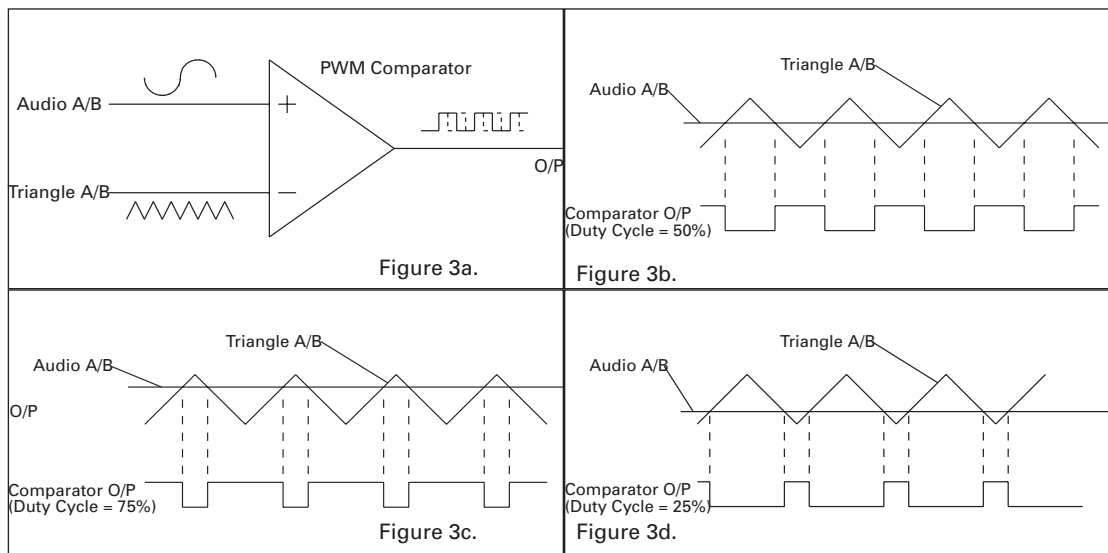 PWM Comparator
Audio A/B
+
O/P
Triangle A/B
−
Figure 3a.
Triangle A/B
Audio A/B
Comparator O/P
(Duty Cycle = 50%)
Figure 3b.
Triangle A/B
Audio A/B
O/P
Comparator O/P
(Duty Cycle = 75%)
Figure 3c.
Triangle A/B
Audio A/B
Comparator O/P
(Duty Cycle = 25%)
Figure 3d.